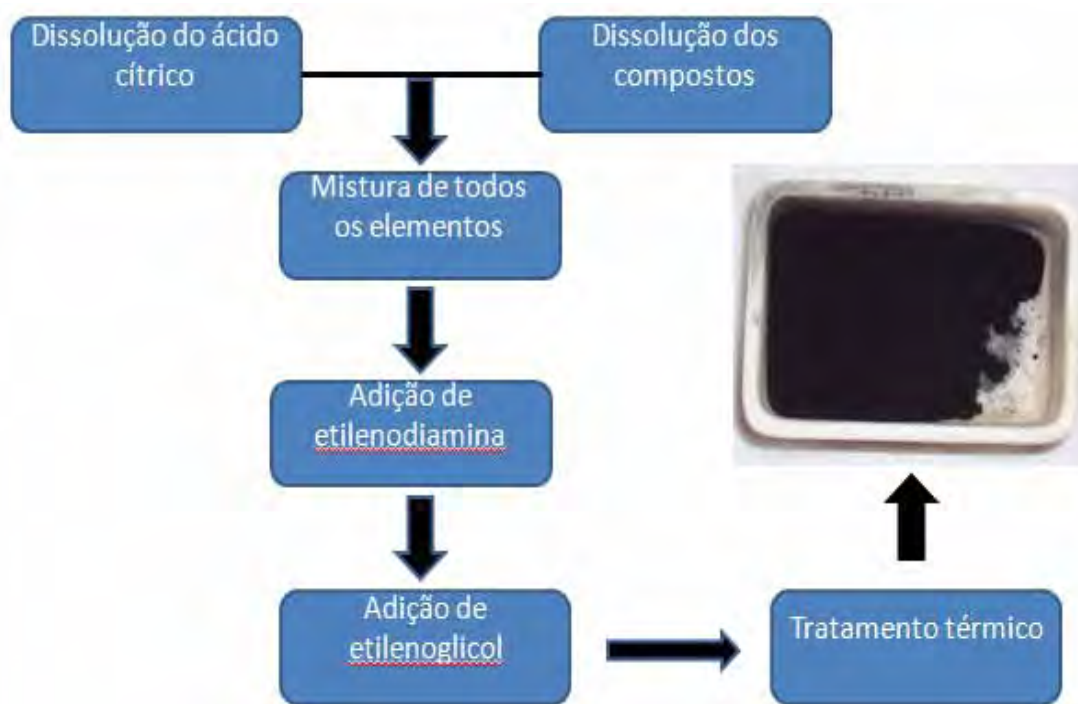 Dissolução do ácido
cítrico
Dissolução dos
compostos
Mistura de todos
os elementos
Adição de
etilenodiamina
Adição de
etilenoglicol
Tratamento térmico